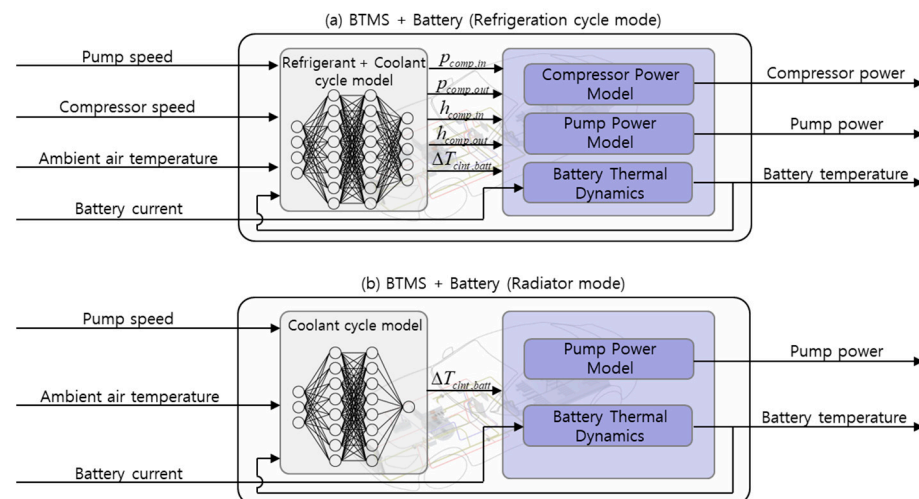 (a) BTMS + Battery (Refrigeration cycle mode)
Pump speed
Compressor speed
Ambient air temperature
Battery current
Refrigerant + Coolant
cycle model
p_comp,in
p_comp,out
h_comp,in
h_comp,out
ΔT_clnt,batt
Compressor Power
Model
Pump Power
Model
Battery Thermal
Dynamics
Compressor power
Pump power
Battery temperature
(b) BTMS + Battery (Radiator mode)
Pump speed
Ambient air temperature
Battery current
Coolant cycle model
ΔT_clnt,batt
Pump Power
Model
Battery Thermal
Dynamics
Pump power
Battery temperature